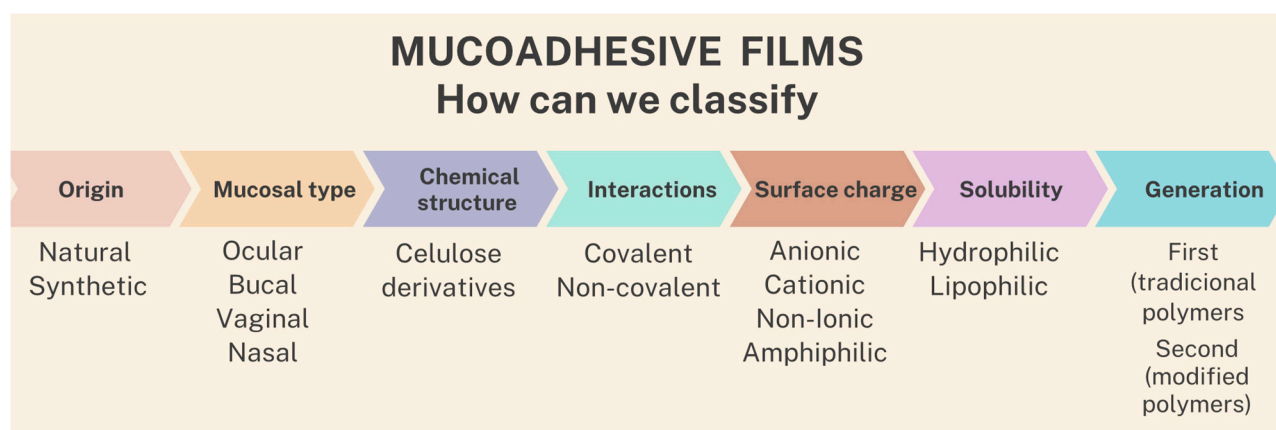 MUCOADHESIVE FILMS
How can we classify
Origin
Natural
Synthetic
Mucosal type
Ocular
Bucal
Vaginal
Nasal
Chemical
structure
Celulose
derivatives
Interactions
Covalent
Non-covalent
Surface charge
Anionic
Cationic
Non-Ionic
Amphiphilic
Solubility
Hydrophilic
Lipophilic
Generation
First
(tradicional
polymers
Second
(modified
polymers)